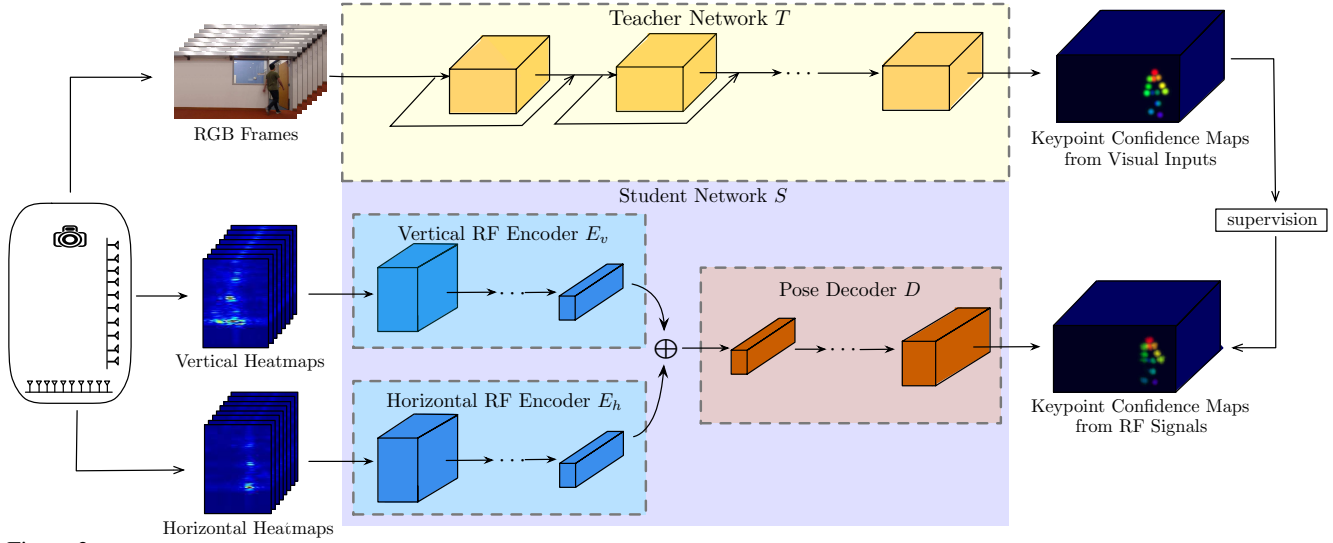 Teacher Network T
RGB Frames
Keypoint Confidence Maps
from Visual Inputs
Student Network S
supervision
Vertical RF Encoder E_v
Pose Decoder D
Vertical Heatmaps
Horizontal RF Encoder E_h
Keypoint Confidence Maps
from RF Signals
Horizontal Heatmaps